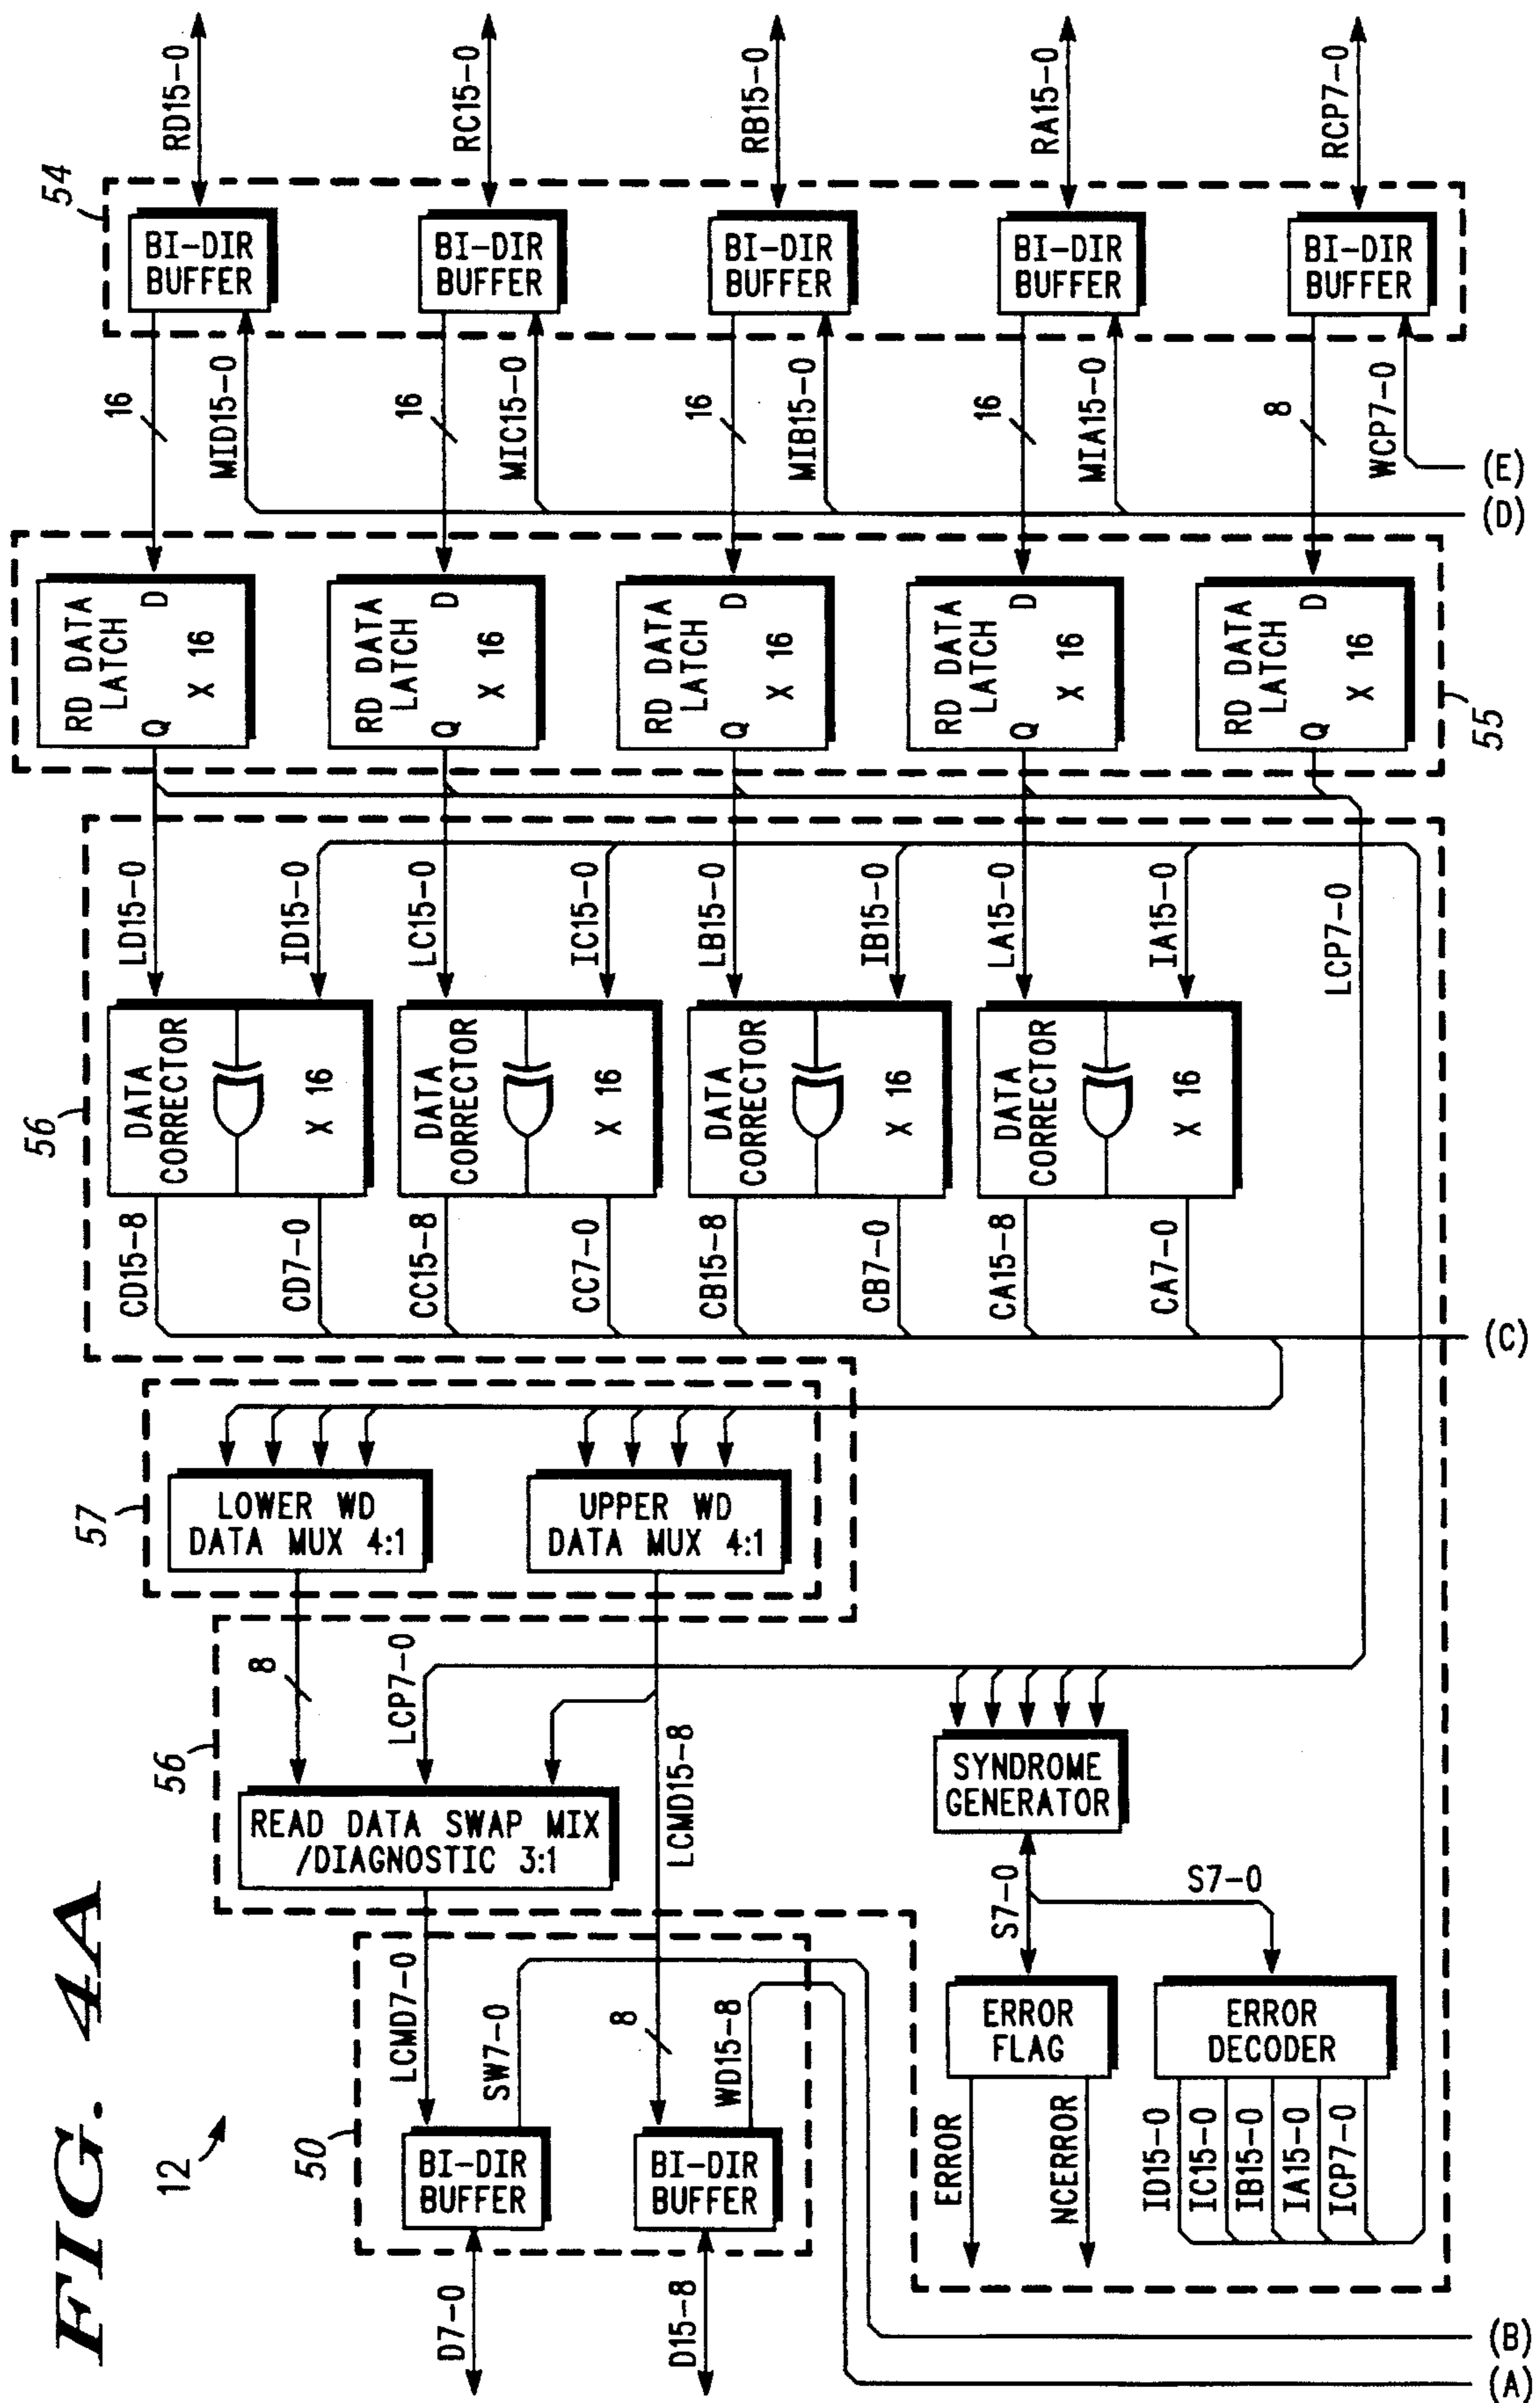 FIG. 4A
12
54
RD15-0
RC15-0
RB15-0
RA15-0
RCP7-0
BI-DIR
BUFFER
BI-DIR
BUFFER
BI-DIR
BUFFER
BI-DIR
BUFFER
BI-DIR
BUFFER
16
MID15-0
16
MIC15-0
16
MIB15-0
16
MIA15-0
8
WCP7-0
(E)
(D)
RD DATA
LATCH
Q D
X 16
RD DATA
LATCH
Q D
X 16
RD DATA
LATCH
Q D
X 16
RD DATA
LATCH
Q D
X 16
RD DATA
LATCH
Q D
X 16
55
LD15-0
ID15-0
LC15-0
IC15-0
LB15-0
IB15-0
LA15-0
IA15-0
LCP7-0
56
DATA
CORRECTOR
X 16
DATA
CORRECTOR
X 16
DATA
CORRECTOR
X 16
DATA
CORRECTOR
X 16
CD15-8
CD7-0
CC15-8
CC7-0
CB15-8
CB7-0
CA15-8
CA7-0
(C)
57
LOWER WD
DATA MUX 4:1
UPPER WD
DATA MUX 4:1
8
LCP7-0
56
LCMD15-8
READ DATA SWAP MIX
/DIAGNOSTIC 3:1
SYNDROME
GENERATOR
S7-0
S7-0
LCMD7-0
SW7-0
8
WD15-8
50
BI-DIR
BUFFER
BI-DIR
BUFFER
ERROR
FLAG
ERROR
DECODER
ERROR
NCERROR
ID15-0
IC15-0
IB15-0
IA15-0
ICP7-0
D7-0
D15-8
(B)
(A)